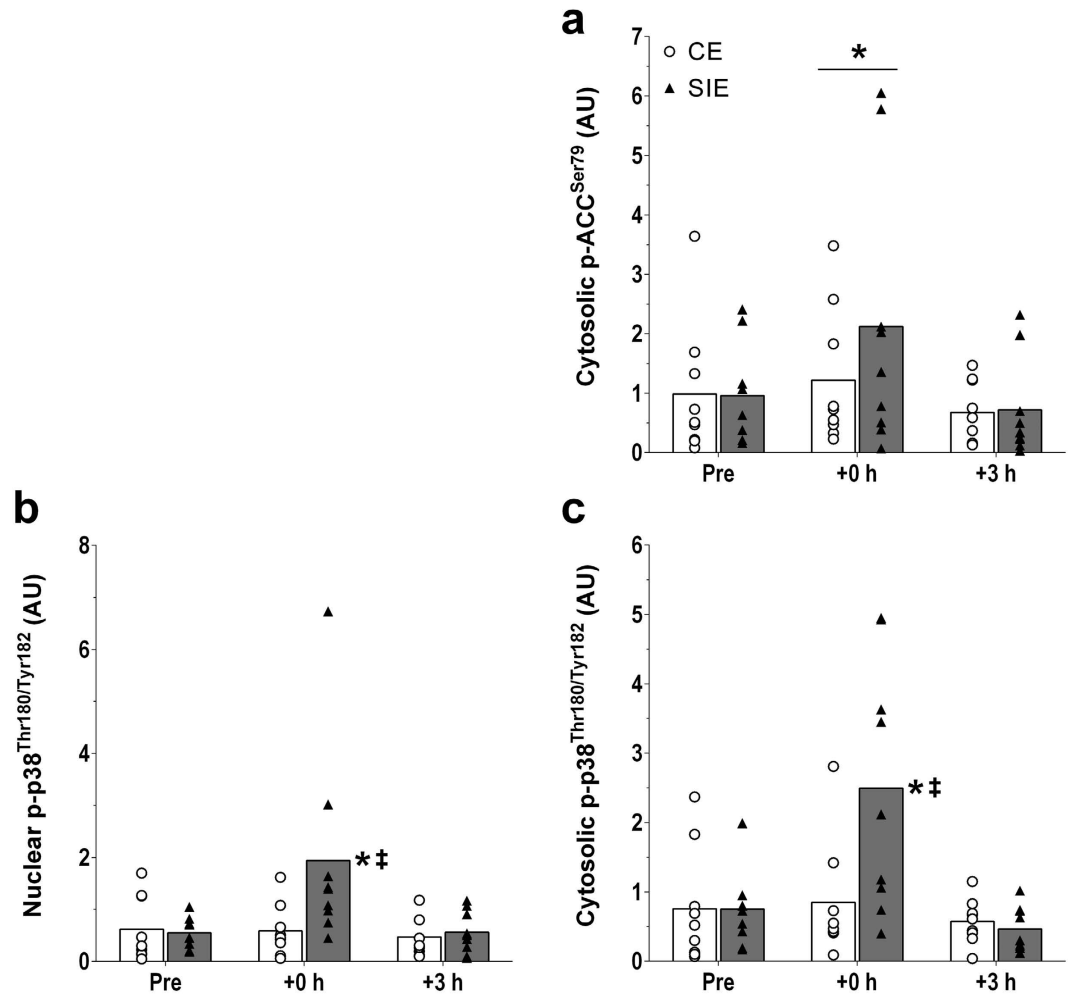 a
Cytosolic p-ACC^Ser79 (AU)
7
6
5
4
3
2
1
0
○ CE
▲ SIE
*
Pre
+0 h
+3 h
b
Nuclear p-p38^Thr180/Tyr182 (AU)
8
6
4
2
0
*‡
Pre
+0 h
+3 h
c
Cytosolic p-p38^Thr180/Tyr182 (AU)
6
5
4
3
2
1
0
*‡
Pre
+0 h
+3 h